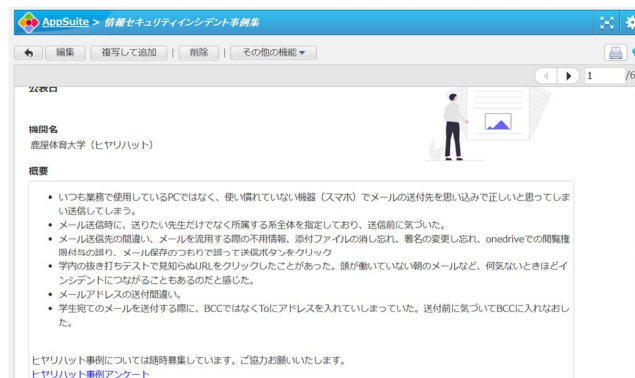 AppSuite > 情報セキュリティインシデント事例集
編集 複写して追加 | 削除 | その他の機能▼
1 /6
公表日
機関名
鹿屋体育大学（ヒヤリハット）
概要
• いつも業務で使用しているPCではなく、使い慣れていない機器（スマホ）でメールの送付先を思い込みで正しいと思ってしま
い送信してしまう。
• メール送信時に、送りたい先生だけでなく所属する系全体を指定しており、送信前に気づいた。
• メール送信先の間違い、メールを流用する際の不用情報、添付ファイルの消し忘れ、署名の変更し忘れ、onedriveでの閲覧権
限付与の誤り、メール保存のつもりで誤って送信ボタンをクリック
• 学内の抜き打ちテストで見知らぬURLをクリックしたことがあった。頭が働いていない朝のメールなど、何気ないときほどイ
ンシデントにつながることもあるのだと感じた。
• メールアドレスの送付間違い。
• 学生宛てのメールを送付する際に、BCCではなくToにアドレスを入れていしまっていた。送付前に気づいてBCCに入れなおし
た。
ヒヤリハット事例については随時募集しています。ご協力お願いいたします。
ヒヤリハット事例アンケート